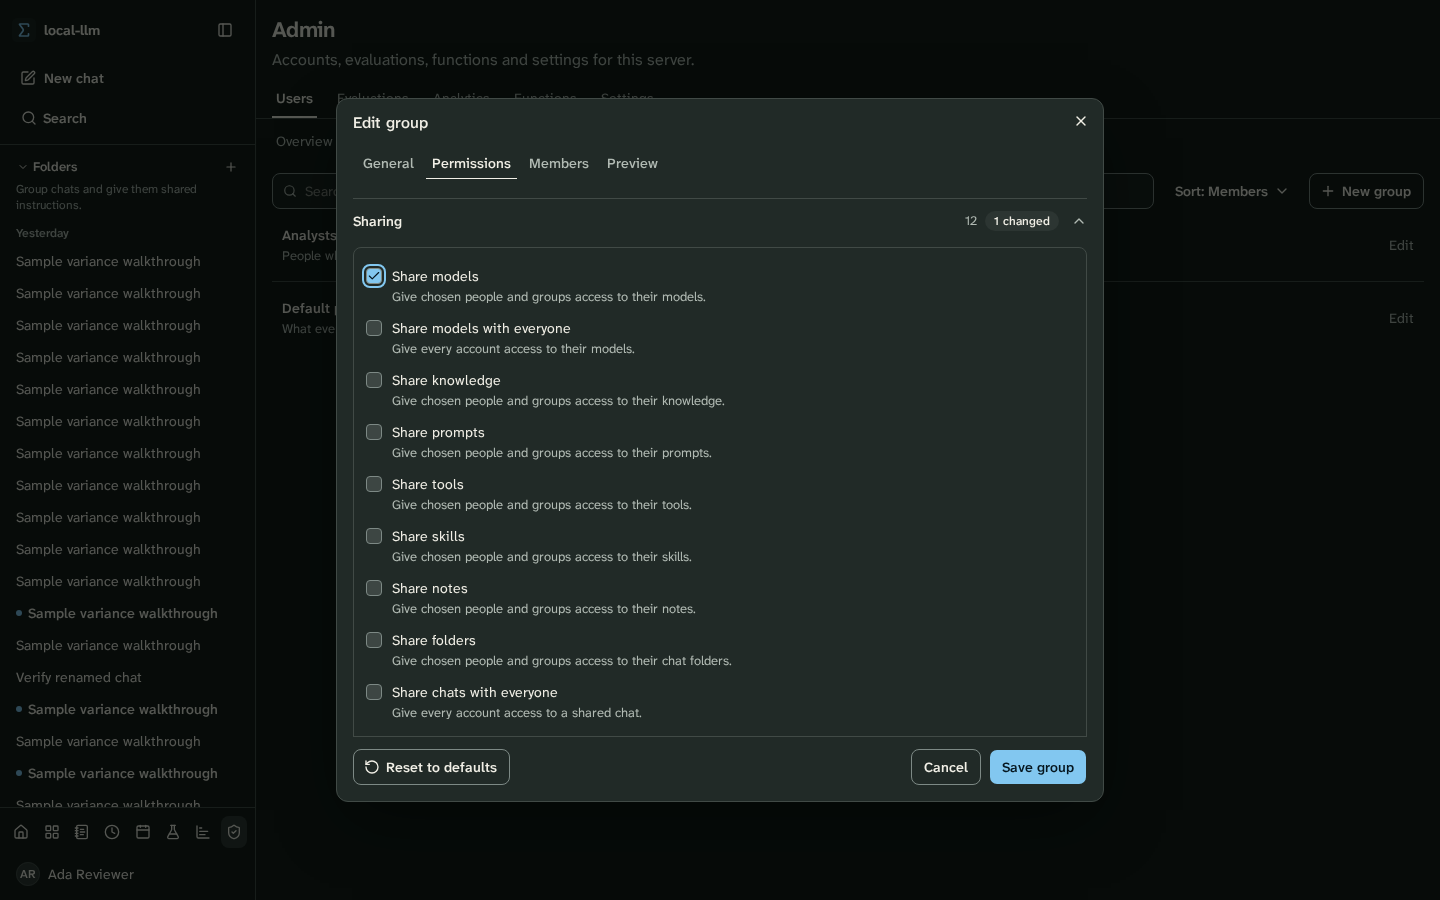 local-llm
New chat
Search
Folders
Group chats and give them shared
instructions.
Yesterday
Sample variance walkthrough
Sample variance walkthrough
Sample variance walkthrough
Sample variance walkthrough
Sample variance walkthrough
Sample variance walkthrough
Sample variance walkthrough
Sample variance walkthrough
Sample variance walkthrough
Sample variance walkthrough
Sample variance walkthrough
Sample variance walkthrough
Sample variance walkthrough
Verify renamed chat
Sample variance walkthrough
Sample variance walkthrough
Sample variance walkthrough
Sample variance walkthrough
AR Ada Reviewer
Admin
Accounts, evaluations, functions and settings for this server.
Users Evaluations Analytics Functions Settings
Overview
Sort: Members New group
Analysts
Edit
Default
Edit
Edit group
General Permissions Members Preview
Sharing 12 1 changed
Share models
Give chosen people and groups access to their models.
Share models with everyone
Give every account access to their models.
Share knowledge
Give chosen people and groups access to their knowledge.
Share prompts
Give chosen people and groups access to their prompts.
Share tools
Give chosen people and groups access to their tools.
Share skills
Give chosen people and groups access to their skills.
Share notes
Give chosen people and groups access to their notes.
Share folders
Give chosen people and groups access to their chat folders.
Share chats with everyone
Give every account access to a shared chat.
Reset to defaults Cancel Save group